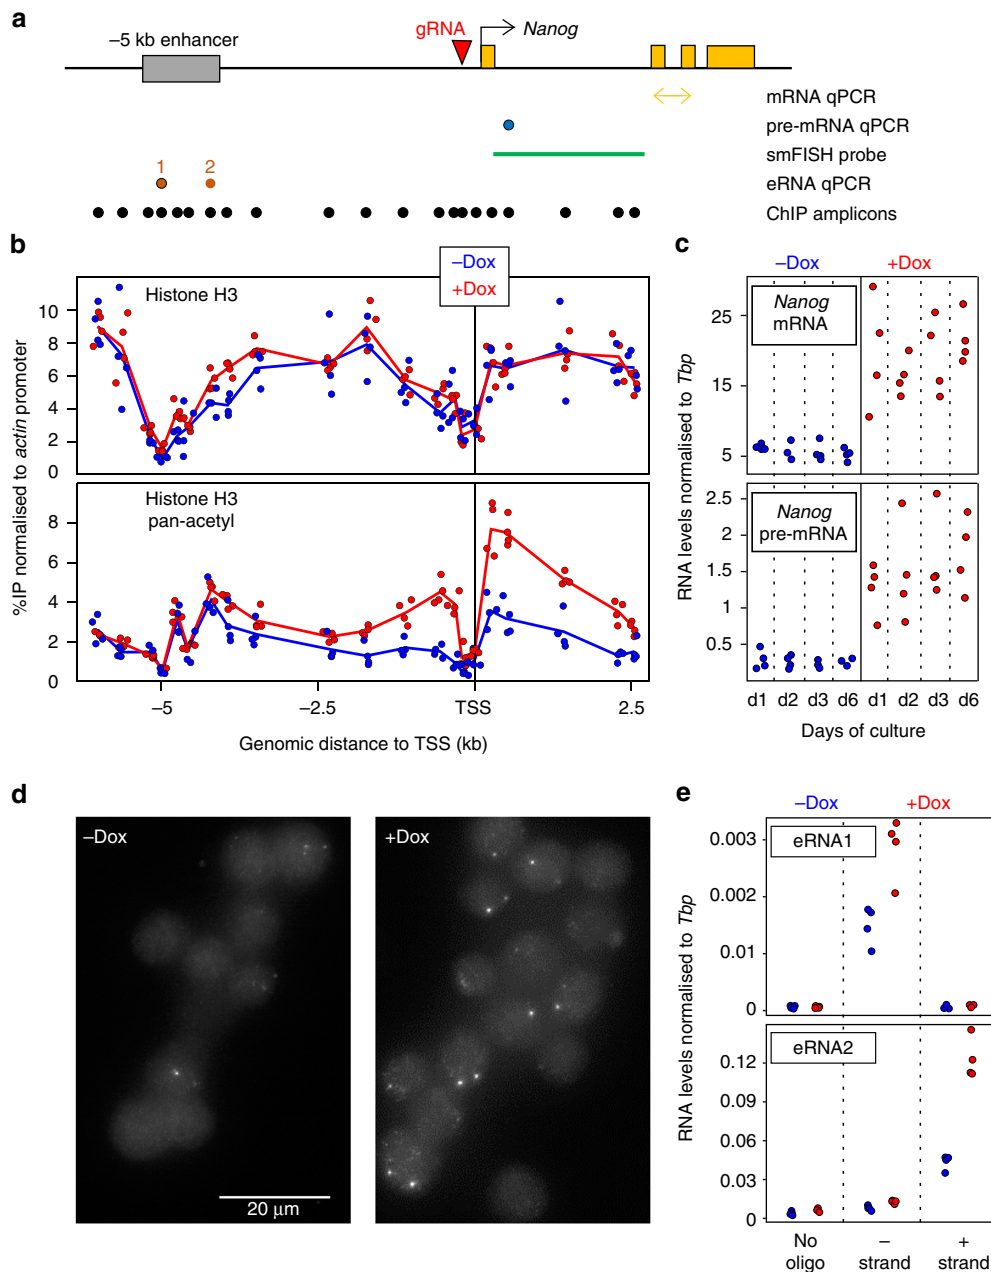 a
−5 kb enhancer
gRNA
Nanog
mRNA qPCR
pre-mRNA qPCR
smFISH probe
1
2
eRNA qPCR
ChIP amplicons
b
−Dox
+Dox
Histone H3
10
8
6
4
2
0
Histone H3
pan-acetyl
8
6
4
2
0
%IP normalised to actin promoter
−5
−2.5
TSS
2.5
Genomic distance to TSS (kb)
c
−Dox
+Dox
Nanog
mRNA
25
15
5
Nanog
pre-mRNA
2.5
2
1.5
1
0.5
RNA levels normalised to Tbp
d1
d2
d3
d6
d1
d2
d3
d6
Days of culture
d
−Dox
+Dox
20 μm
e
−Dox
+Dox
eRNA1
0.003
0.002
0.01
0
eRNA2
0.12
0.06
0.03
0
RNA levels normalised to Tbp
No
oligo
−
strand
+
strand